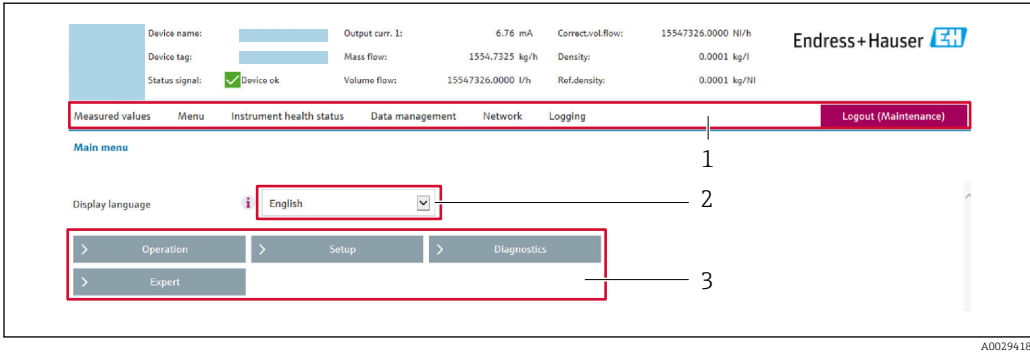 Device name: Output curr. 1: 6.76 mA Correct.vol.flow: 15547326.0000 Nl/h
Endress+Hauser EH
Device tag: Mass flow: 1554.7325 kg/h Density: 0.0001 kg/l
Status signal: Device ok Volume flow: 15547326.0000 l/h Ref.density: 0.0001 kg/Nl
Measured values Menu Instrument health status Data management Network Logging Logout (Maintenance)
Main menu
1
Display language i English 2
> Operation > Setup > Diagnostics
> Expert 3
A0029418